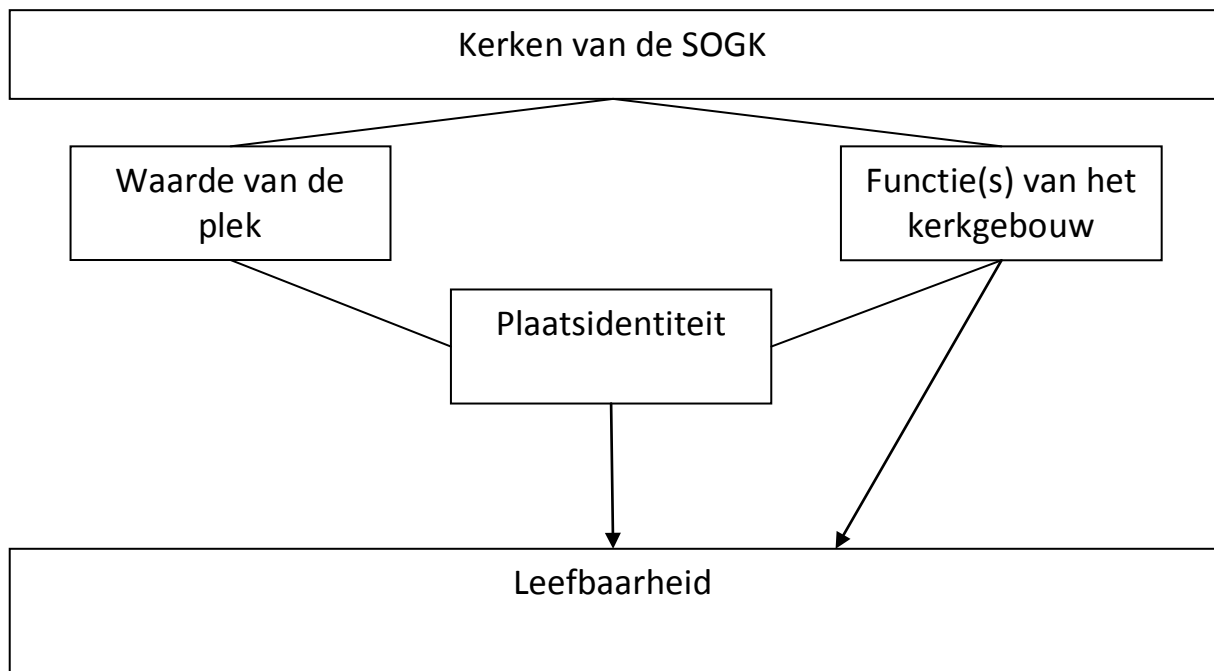 Kerken van de SOGK
Waarde van de
plek
Functie(s) van het
kerkgebouw
Plaatsidentiteit
Leefbaarheid